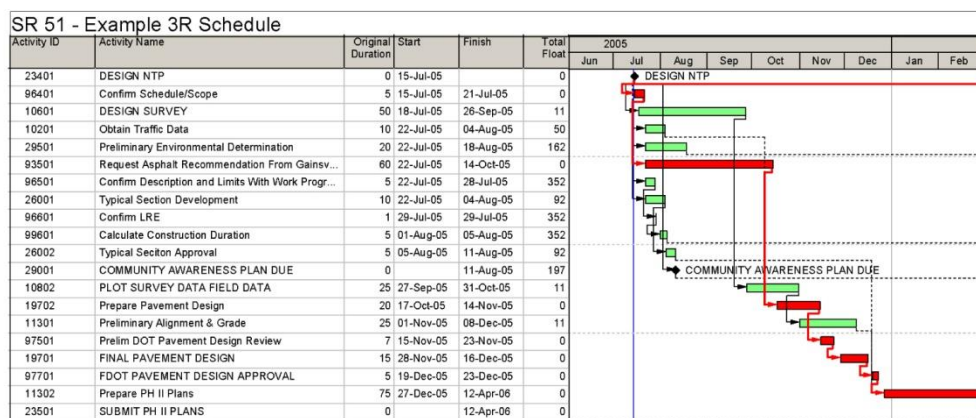 SR 51 - Example 3R Schedule
Activity ID Activity Name Original Duration Start Finish Total Float 2005
Jun Jul Aug Sep Oct Nov Dec Jan Feb
23401 DESIGN NTP 0 15-Jul-05 0 DESIGN NTP
96401 Confirm Schedule/Scope 5 15-Jul-05 21-Jul-05 0
10601 DESIGN SURVEY 50 18-Jul-05 26-Sep-05 11
10201 Obtain Traffic Data 10 22-Jul-05 04-Aug-05 50
29501 Preliminary Environmental Determination 20 22-Jul-05 18-Aug-05 162
93501 Request Asphalt Recommendation From Gainsv... 60 22-Jul-05 14-Oct-05 0
96501 Confirm Description and Limits With Work Progr... 5 22-Jul-05 28-Jul-05 352
26001 Typical Section Development 10 22-Jul-05 04-Aug-05 92
96601 Confirm LRE 1 29-Jul-05 29-Jul-05 352
99601 Calculate Construction Duration 5 01-Aug-05 05-Aug-05 352
26002 Typical Seciton Approval 5 05-Aug-05 11-Aug-05 92
29001 COMMUNITY AWARENESS PLAN DUE 0 11-Aug-05 197 COMMUNITY AWARENESS PLAN DUE
10802 PLOT SURVEY DATA FIELD DATA 25 27-Sep-05 31-Oct-05 11
19702 Prepare Pavement Design 20 17-Oct-05 14-Nov-05 0
11301 Preliminary Alignment & Grade 25 01-Nov-05 08-Dec-05 11
97501 Prelim DOT Pavement Design Review 7 15-Nov-05 23-Nov-05 0
19701 FINAL PAVEMENT DESIGN 15 28-Nov-05 16-Dec-05 0
97701 FDOT PAVEMENT DESIGN APPROVAL 5 19-Dec-05 23-Dec-05 0
11302 Prepare PH II Plans 75 27-Dec-05 12-Apr-06 0
23501 SUBMIT PH II PLANS 0 12-Apr-06 0